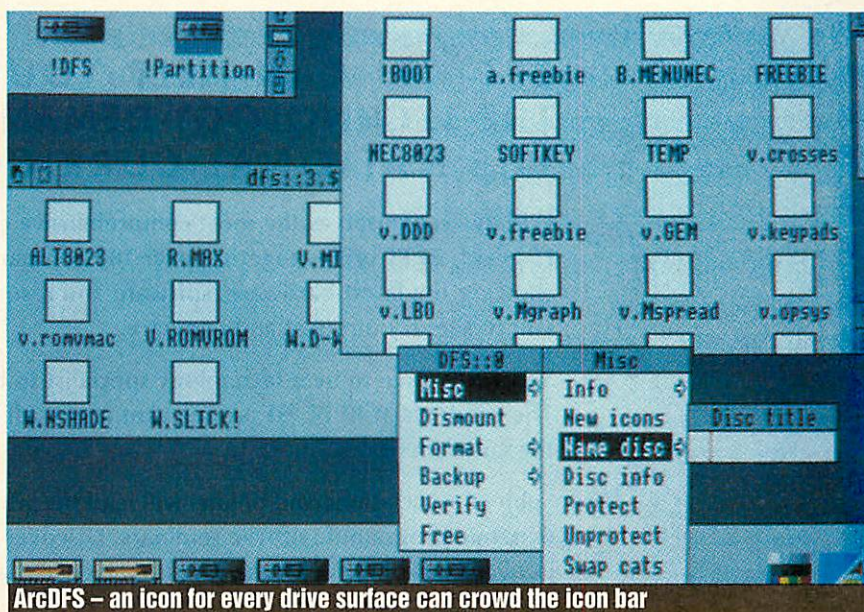 !DFS !Partition
!BOOT a.freebie B.MENUNEC FREEBIE
NEC8023 SOFTKEY TEMP v.crosses
dfs::3.$
v.DDD v.freebie v.GEM v.keypads
ALT8023 R.MAX V.MI
v.LBO v.Mgraph v.Mspread v.opsys
v.romvmac V.ROMVROM W.D-W
W.NSHADE W.SLICK!
DFS::0
Misc
Dismount
Format
Backup
Verify
Free
Misc
Info
New icons
Name disc
Disc info
Protect
Unprotect
Swap cats
Disc title
ArcDFS – an icon for every drive surface can crowd the icon bar